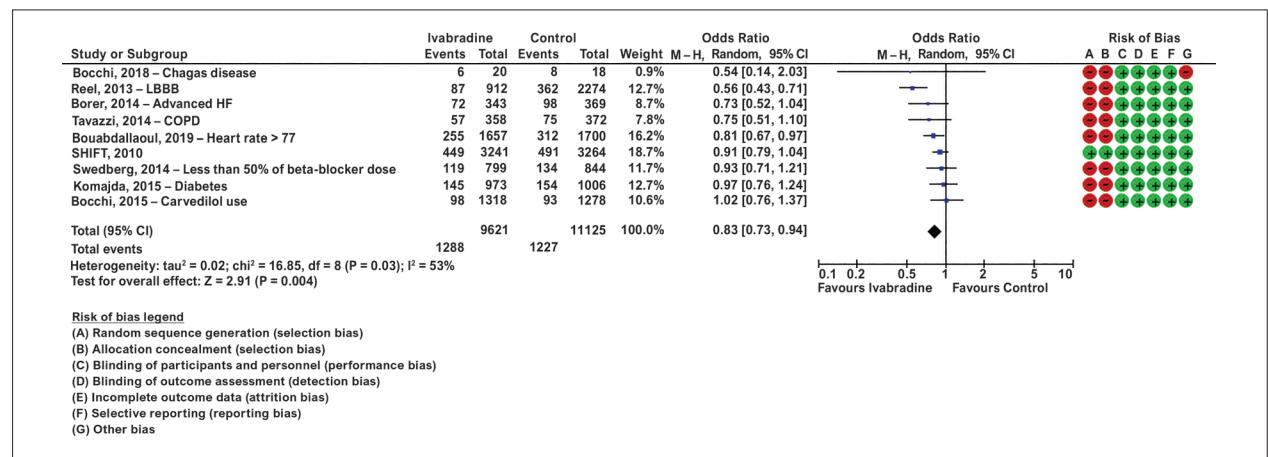 Ivabradine Control Odds Ratio Odds Ratio Risk of Bias
Study or Subgroup Events Total Events Total Weight M – H, Random, 95% CI M – H, Random, 95% CI A B C D E F G
Bocchi, 2018 – Chagas disease 6 20 8 18 0.9% 0.54 [0.14, 2.03] - - + + + + -
Reel, 2013 – LBBB 87 912 362 2274 12.7% 0.56 [0.43, 0.71] - - + + + + +
Borer, 2014 – Advanced HF 72 343 98 369 8.7% 0.73 [0.52, 1.04] - - + + + + +
Tavazzi, 2014 – COPD 57 358 75 372 7.8% 0.75 [0.51, 1.10] - - + + + + +
Bouabdallaoul, 2019 – Heart rate > 77 255 1657 312 1700 16.2% 0.81 [0.67, 0.97] - - + + + + +
SHIFT, 2010 449 3241 491 3264 18.7% 0.91 [0.79, 1.04] + + + + + + +
Swedberg, 2014 – Less than 50% of beta-blocker dose 119 799 134 844 11.7% 0.93 [0.71, 1.21] - - + + + + +
Komajda, 2015 – Diabetes 145 973 154 1006 12.7% 0.97 [0.76, 1.24] - - + + + + +
Bocchi, 2015 – Carvedilol use 98 1318 93 1278 10.6% 1.02 [0.76, 1.37] - - + + + + +
Total (95% CI) 9621 11125 100.0% 0.83 [0.73, 0.94]
Total events 1288 1227
Heterogeneity: tau² = 0.02; chi² = 16.85, df = 8 (P = 0.03); I² = 53%
Test for overall effect: Z = 2.91 (P = 0.004)
0.1 0.2 0.5 1 2 5 10
Favours Ivabradine Favours Control
Risk of bias legend
(A) Random sequence generation (selection bias)
(B) Allocation concealment (selection bias)
(C) Blinding of participants and personnel (performance bias)
(D) Blinding of outcome assessment (detection bias)
(E) Incomplete outcome data (attrition bias)
(F) Selective reporting (reporting bias)
(G) Other bias